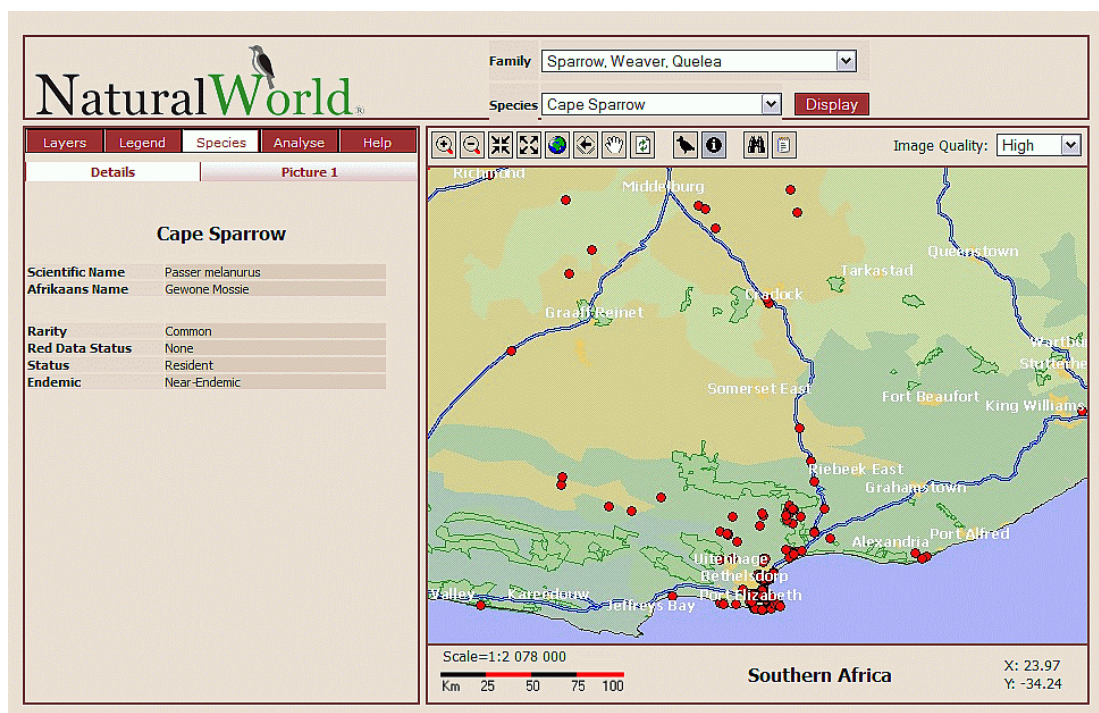 NaturalWorld ®
Family Sparrow, Weaver, Quelea
Species Cape Sparrow Display
Layers Legend Species Analyse Help
Details Picture 1
Image Quality: High
Cape Sparrow
Scientific Name Passer melanurus
Afrikaans Name Gewone Mossie
Rarity Common
Red Data Status None
Status Resident
Endemic Near-Endemic
Richmond
Middelburg
Queenstown
Tarkastad
Cradock
Graaff-Reinet
Wartbu
Stutterhe
Somerset East
Fort Beaufort
King Williams
Riebeek East
Grahamstown
Alexandria
Port Alfred
Uitenhage
Bethelsdorp
Valley
Kareedouw
Jeffreys Bay
Port Elizabeth
Scale=1:2 078 000
Km 25 50 75 100
Southern Africa
X: 23.97
Y: -34.24